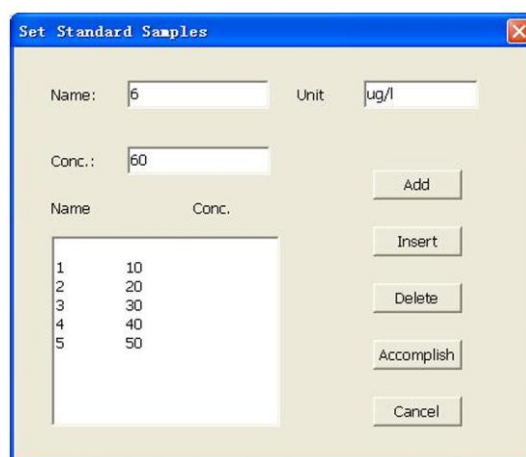 Set Standard Samples
Name: 6 Unit ug/l
Conc.: 60
Add
Name Conc.
Insert
1 10
2 20
3 30
4 40
5 50
Delete
Accomplish
Cancel